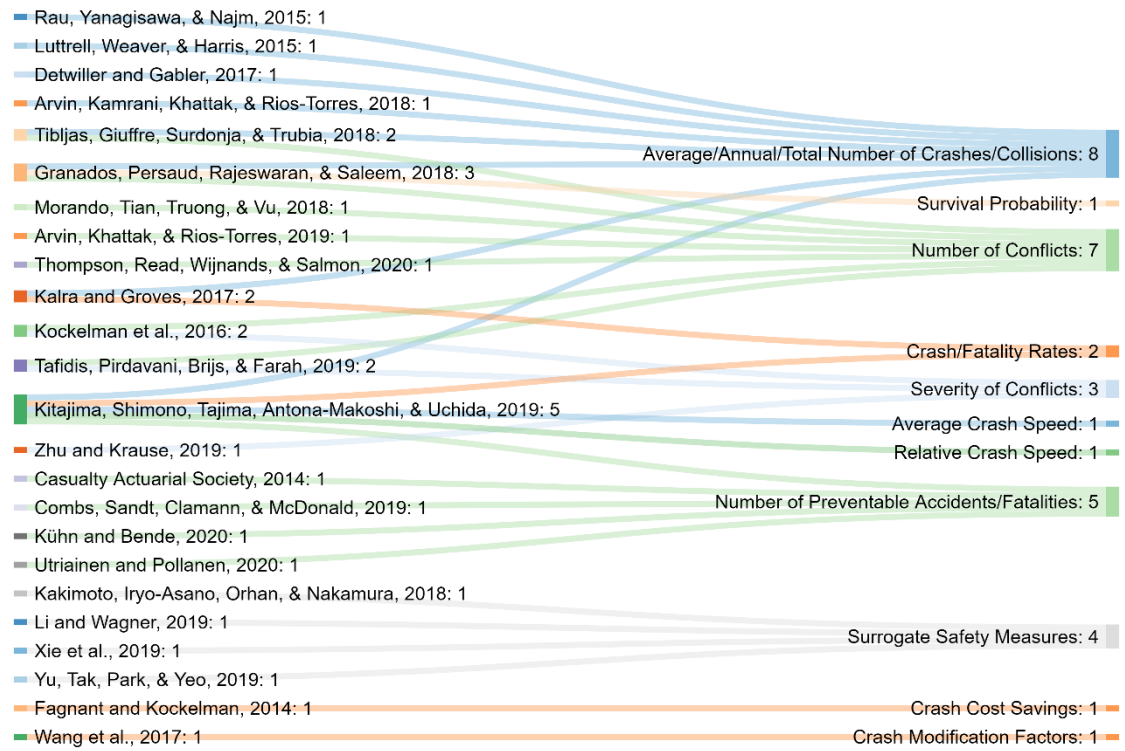 Rau, Yanagisawa, & Najm, 2015: 1
Luttrell, Weaver, & Harris, 2015: 1
Detwiller and Gabler, 2017: 1
Arvin, Kamrani, Khattak, & Rios-Torres, 2018: 1
Tibljas, Giuffre, Surdonja, & Trubia, 2018: 2
Granados, Persaud, Rajeswaran, & Saleem, 2018: 3
Morando, Tian, Truong, & Vu, 2018: 1
Arvin, Khattak, & Rios-Torres, 2019: 1
Thompson, Read, Wijnands, & Salmon, 2020: 1
Kalra and Groves, 2017: 2
Kockelman et al., 2016: 2
Tafidis, Pirdavani, Brijs, & Farah, 2019: 2
Kitajima, Shimono, Tajima, Antona-Makoshi, & Uchida, 2019: 5
Zhu and Krause, 2019: 1
Casualty Actuarial Society, 2014: 1
Combs, Sandt, Clamann, & McDonald, 2019: 1
Kühn and Bende, 2020: 1
Utriainen and Pollanen, 2020: 1
Kakimoto, Iryo-Asano, Orhan, & Nakamura, 2018: 1
Li and Wagner, 2019: 1
Xie et al., 2019: 1
Yu, Tak, Park, & Yeo, 2019: 1
Fagnant and Kockelman, 2014: 1
Wang et al., 2017: 1
Average/Annual/Total Number of Crashes/Collisions: 8
Survival Probability: 1
Number of Conflicts: 7
Crash/Fatality Rates: 2
Severity of Conflicts: 3
Average Crash Speed: 1
Relative Crash Speed: 1
Number of Preventable Accidents/Fatalities: 5
Surrogate Safety Measures: 4
Crash Cost Savings: 1
Crash Modification Factors: 1